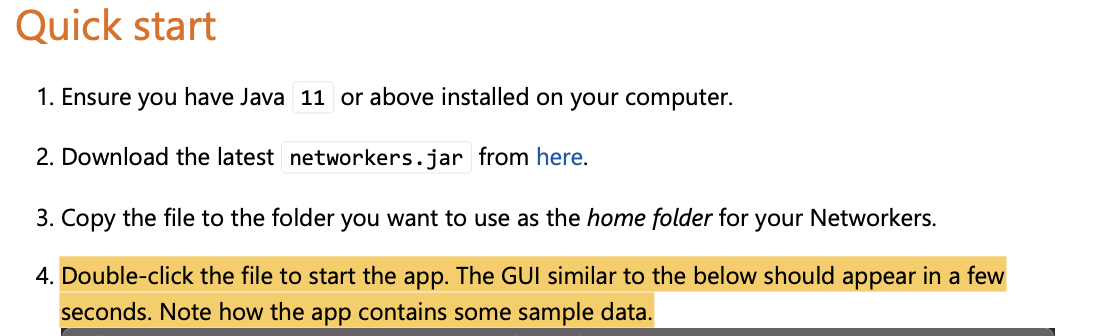 Quick start
1. Ensure you have Java 11 or above installed on your computer.
2. Download the latest networkers.jar from here.
3. Copy the file to the folder you want to use as the home folder for your Networkers.
4. Double-click the file to start the app. The GUI similar to the below should appear in a few
seconds. Note how the app contains some sample data.